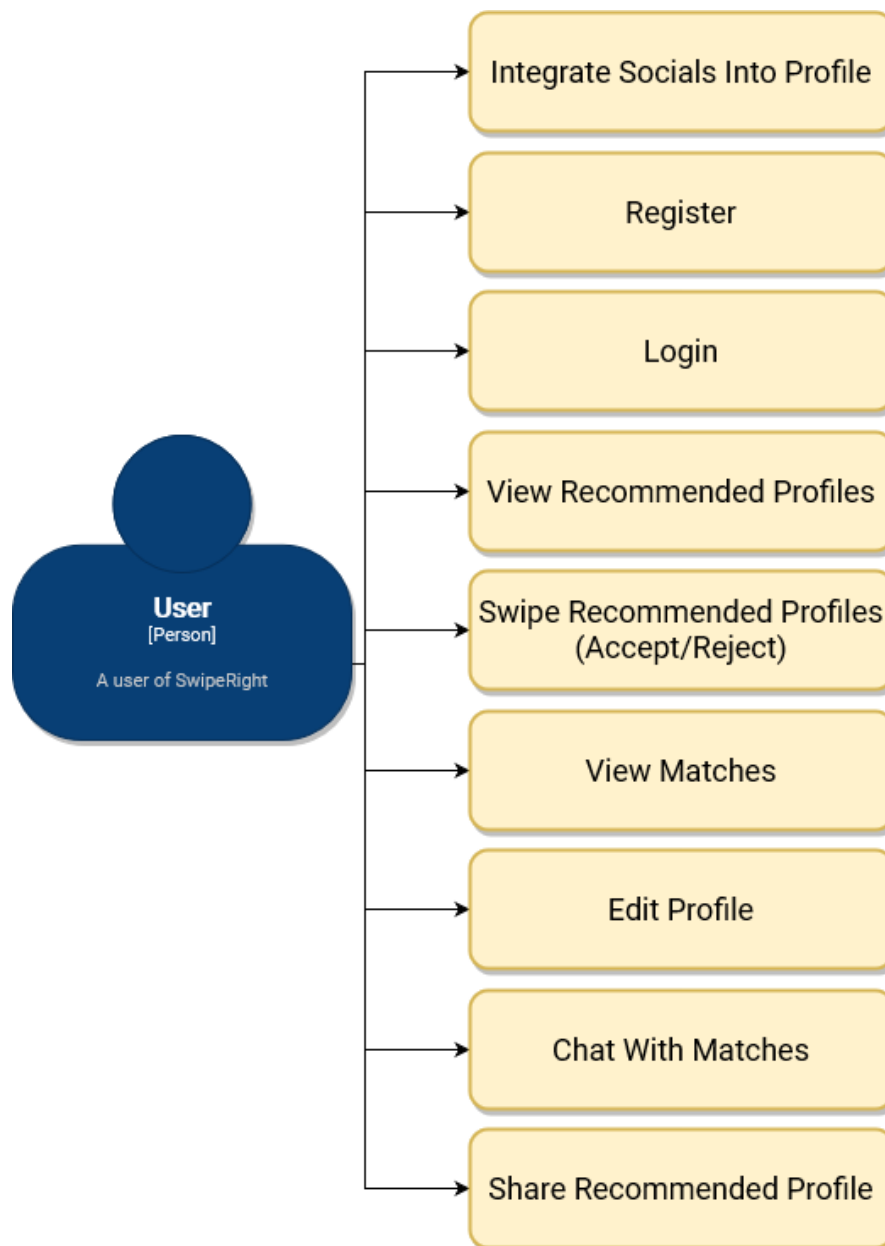 Integrate Socials Into Profile
Register
Login
View Recommended Profiles
Swipe Recommended Profiles
(Accept/Reject)
View Matches
Edit Profile
Chat With Matches
Share Recommended Profile
User
[Person]
A user of SwipeRight